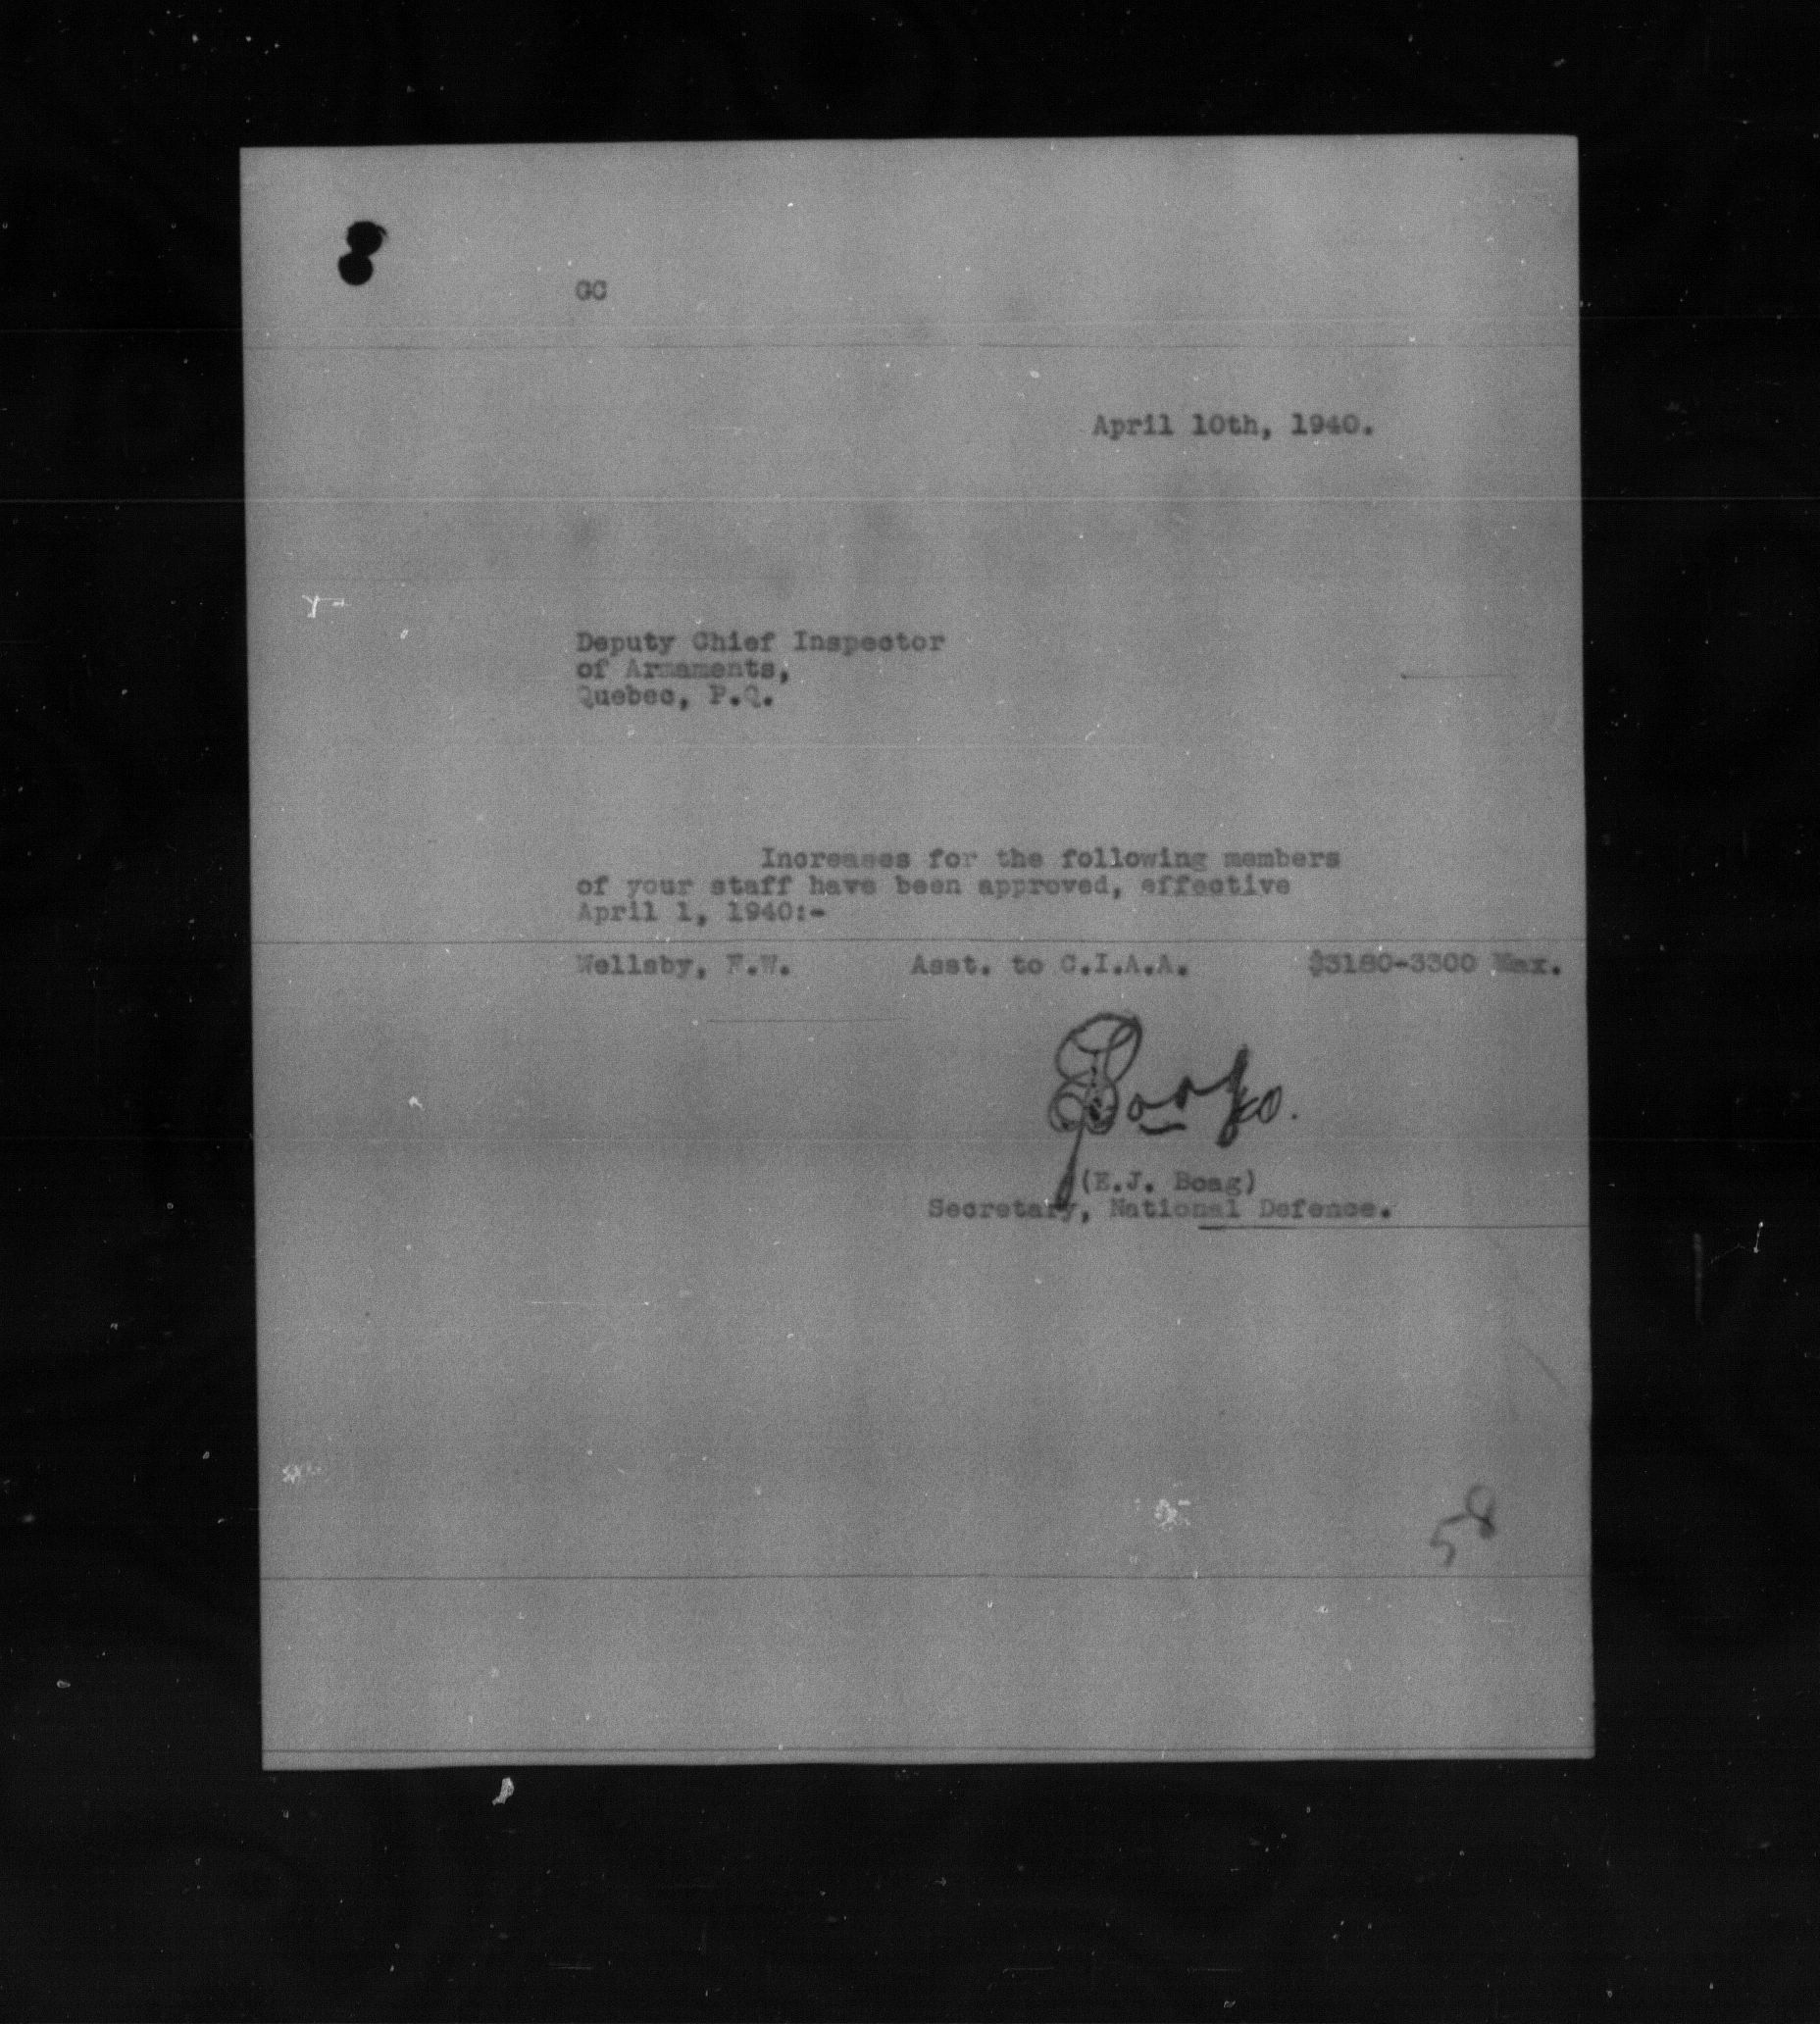 GC
April 10th, 1940.
Deputy Chief Inspector
of Armaments,
Quebec, P.Q.
Increases for the following members
of your staff have been approved, effective
April 1, 1940:-
Wellsby, F.W. Asst. to C.I.A.A. $3180-3300 Max.
(E.J. Boag)
Secretary, National Defence.
58